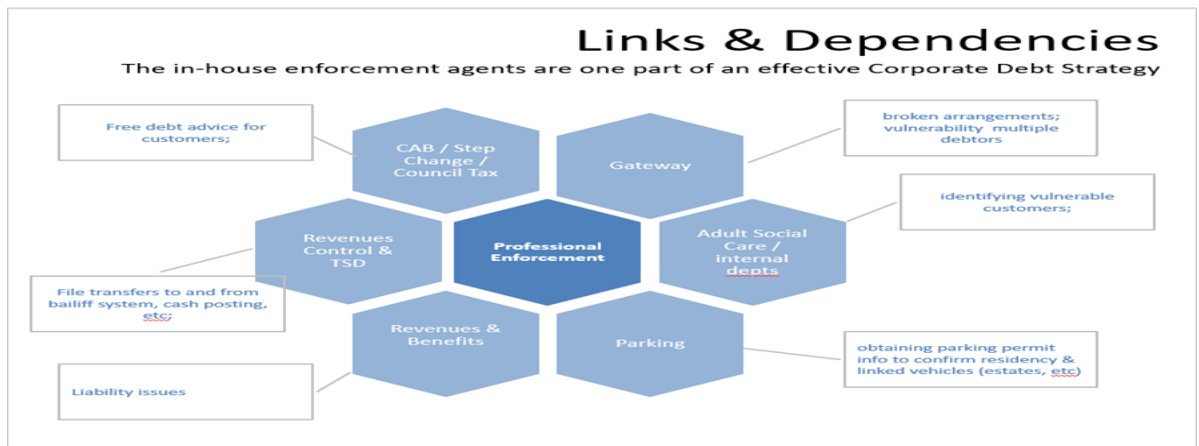 Links & Dependencies
The in-house enforcement agents are one part of an effective Corporate Debt Strategy
Free debt advice for
customers;
CAB / Step
Change /
Council Tax
Gateway
broken arrangements;
vulnerability multiple
debtors
identifying vulnerable
customers;
Revenues
Control &
TSD
Professional
Enforcement
Adult Social
Care /
internal
depts
File transfers to and from
bailiff system, cash posting,
etc;
Revenues &
Benefits
Parking
obtaining parking permit
info to confirm residency &
linked vehicles (estates, etc)
Liability issues